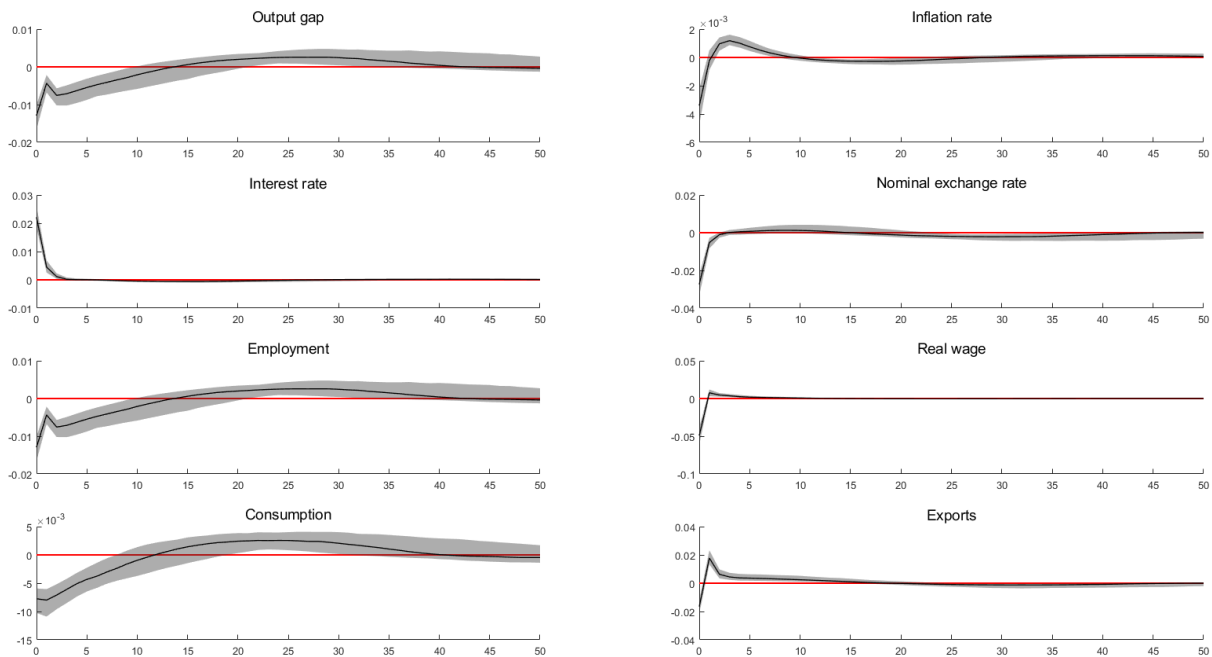 Output gap
0.01
0
-0.01
-0.02
0 5 10 15 20 25 30 35 40 45 50
Inflation rate
×10⁻³
2
0
-2
-4
-6
0 5 10 15 20 25 30 35 40 45 50
Interest rate
0.03
0.02
0.01
0
-0.01
0 5 10 15 20 25 30 35 40 45 50
Nominal exchange rate
0.02
0
-0.02
-0.04
0 5 10 15 20 25 30 35 40 45 50
Employment
0.01
0
-0.01
-0.02
0 5 10 15 20 25 30 35 40 45 50
Real wage
0.05
0
-0.05
-0.1
0 5 10 15 20 25 30 35 40 45 50
Consumption
×10⁻³
5
0
-5
-10
-15
0 5 10 15 20 25 30 35 40 45 50
Exports
0.04
0.02
0
-0.02
-0.04
0 5 10 15 20 25 30 35 40 45 50